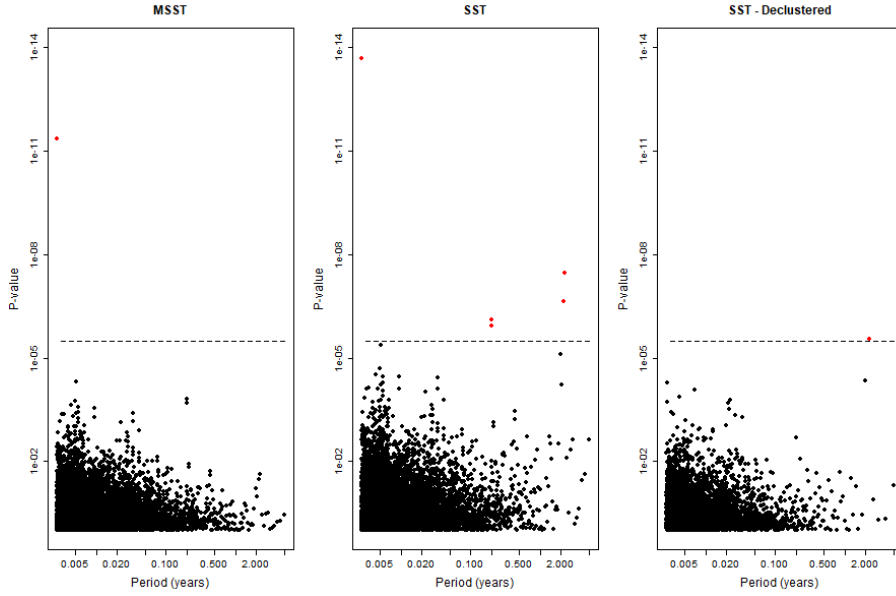 MSST
SST
SST - Declustered
P-value
1e-14
1e-11
1e-08
1e-05
1e-02
0.005
0.020
0.100
0.500
2.000
Period (years)
P-value
1e-14
1e-11
1e-08
1e-05
1e-02
0.005
0.020
0.100
0.500
2.000
Period (years)
P-value
1e-14
1e-11
1e-08
1e-05
1e-02
0.005
0.020
0.100
0.500
2.000
Period (years)